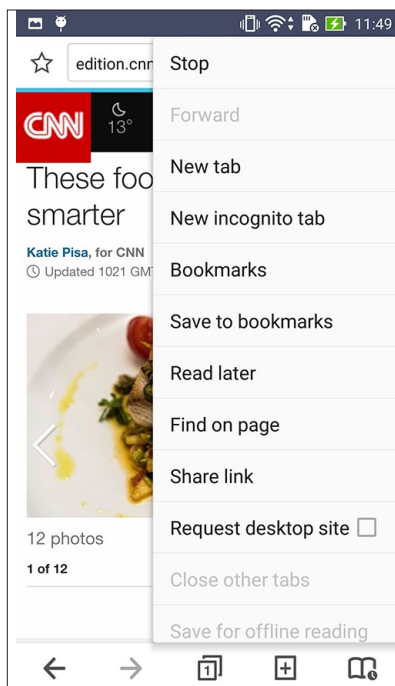 11:49
edition.cnn
Stop
Forward
CNN
13°
New tab
These foo
smarter
New incognito tab
Katie Pisa, for CNN
Updated 1021 GM
Bookmarks
Save to bookmarks
Read later
Find on page
Share link
Request desktop site
12 photos
1 of 12
Close other tabs
Save for offline reading
1